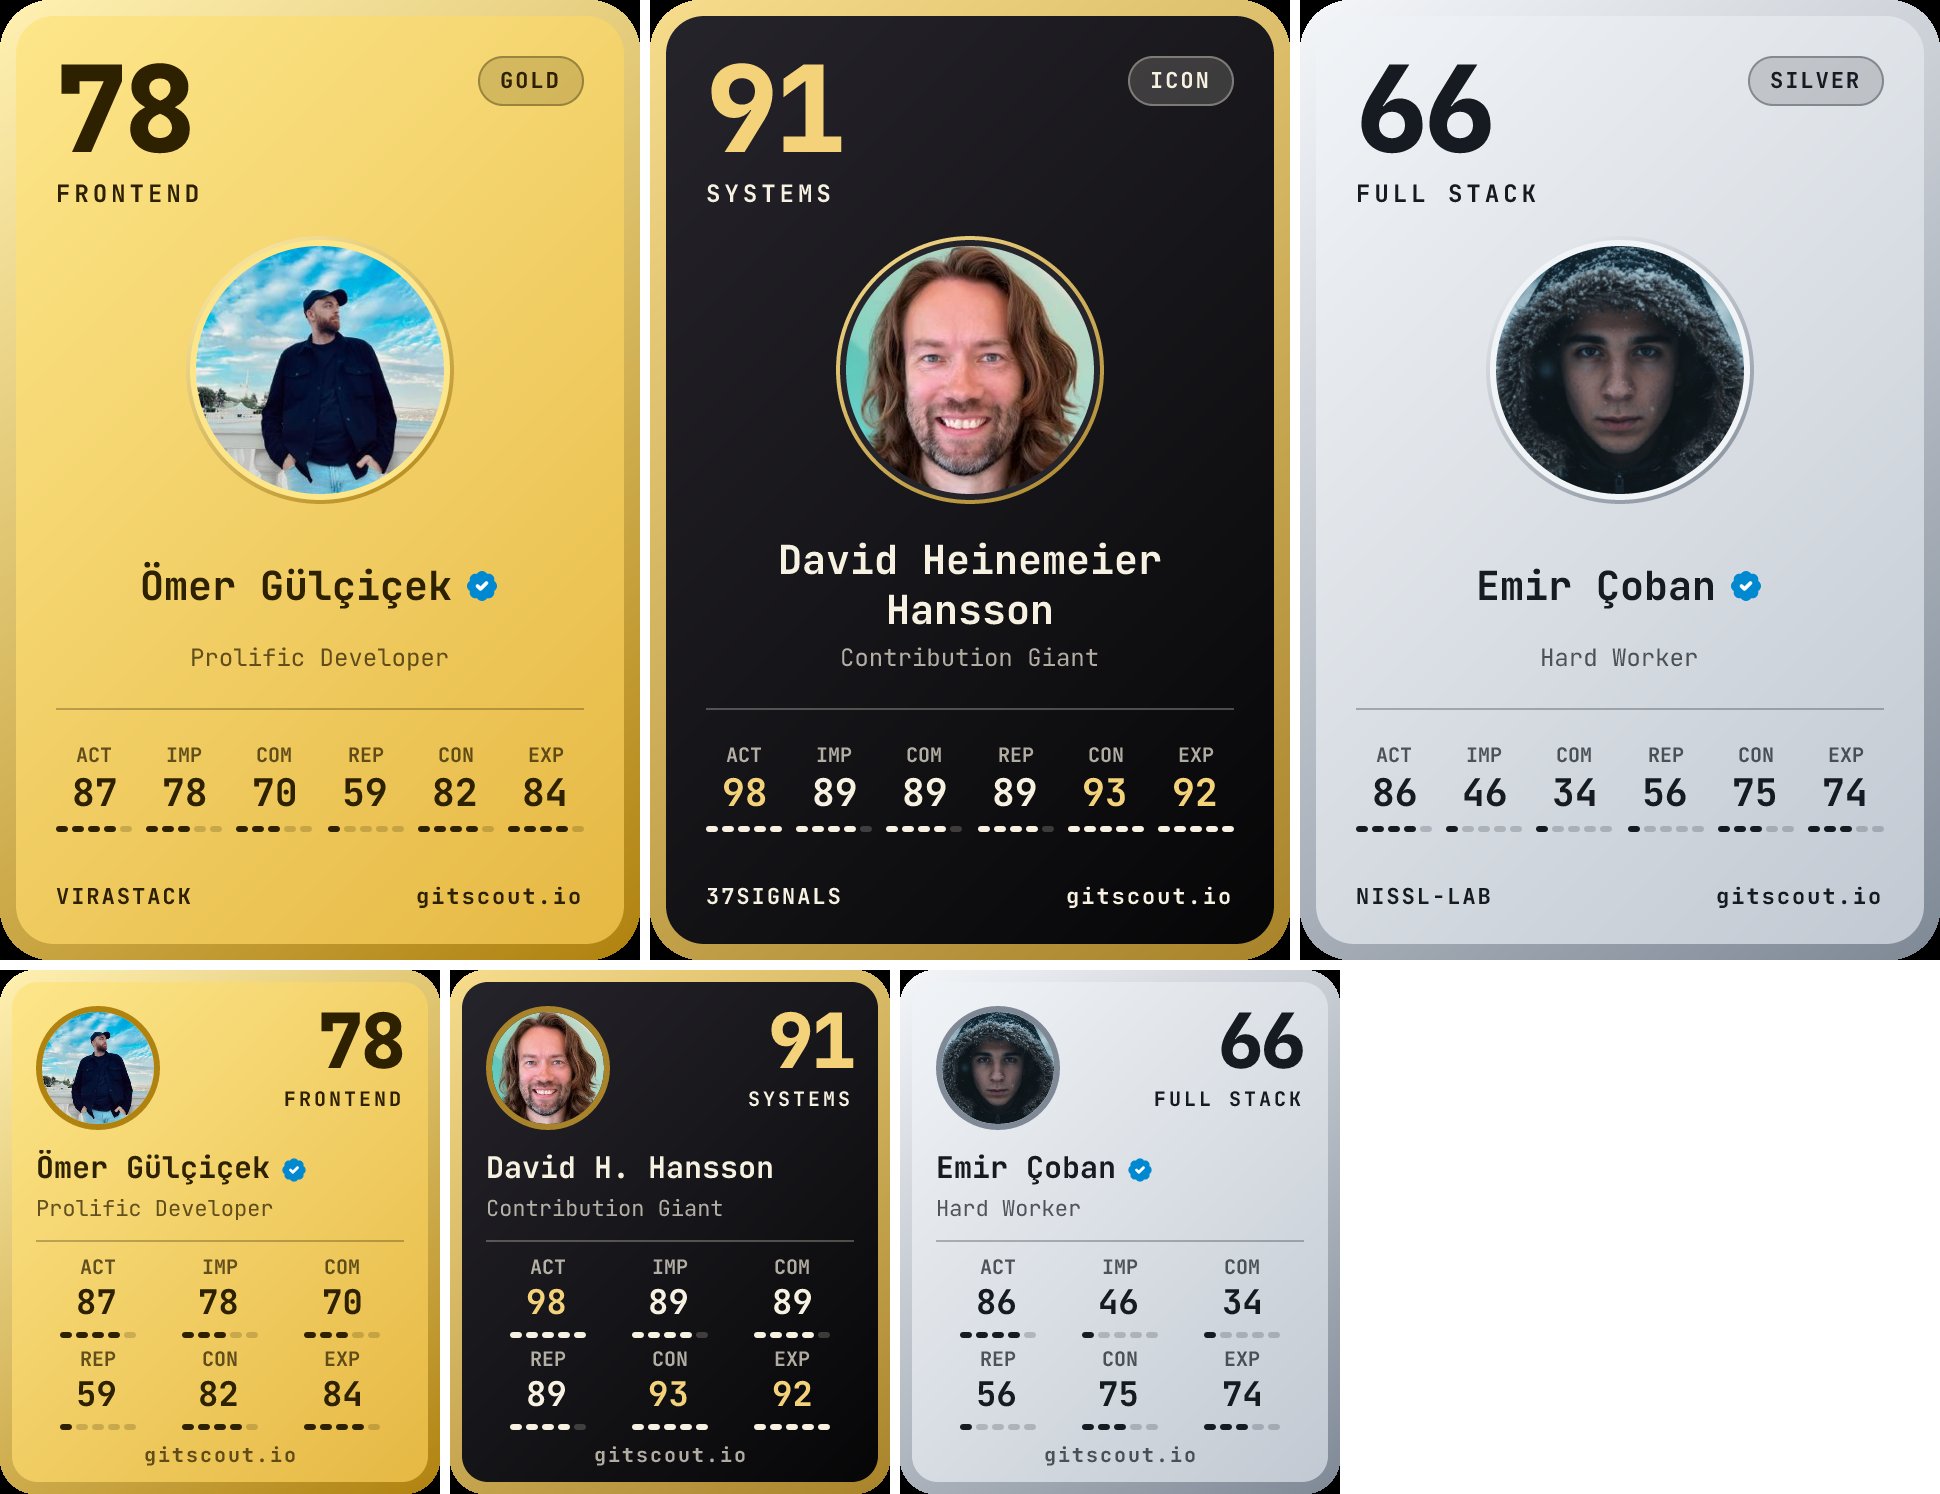 78
GOLD
FRONTEND
Ömer Gülçiçek
Prolific Developer
ACT IMP COM REP CON EXP
87 78 70 59 82 84
VIRASTACK gitscout.io
91
ICON
SYSTEMS
David Heinemeier
Hansson
Contribution Giant
ACT IMP COM REP CON EXP
98 89 89 89 93 92
37SIGNALS gitscout.io
66
SILVER
FULL STACK
Emir Çoban
Hard Worker
ACT IMP COM REP CON EXP
86 46 34 56 75 74
NISSL-LAB gitscout.io
78
FRONTEND
Ömer Gülçiçek
Prolific Developer
ACT IMP COM
87 78 70
REP CON EXP
59 82 84
gitscout.io
91
SYSTEMS
David H. Hansson
Contribution Giant
ACT IMP COM
98 89 89
REP CON EXP
89 93 92
gitscout.io
66
FULL STACK
Emir Çoban
Hard Worker
ACT IMP COM
86 46 34
REP CON EXP
56 75 74
gitscout.io